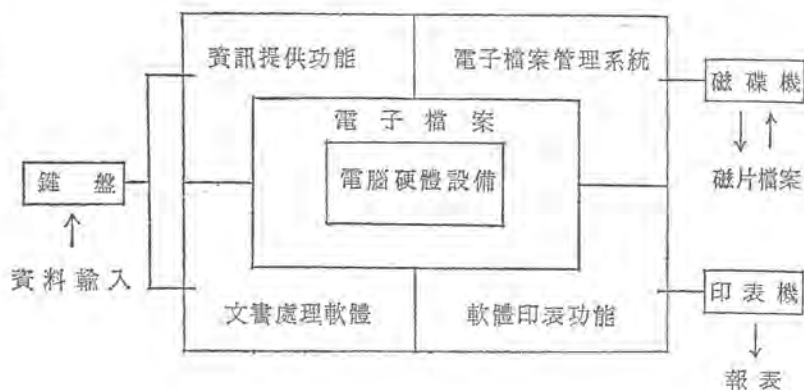 資訊提供功能
電子檔案管理系統
磁碟機
電子檔案
電腦硬體設備
鍵盤
磁片檔案
資料輸入
印表機
文書處理軟體
軟體印表功能
報表